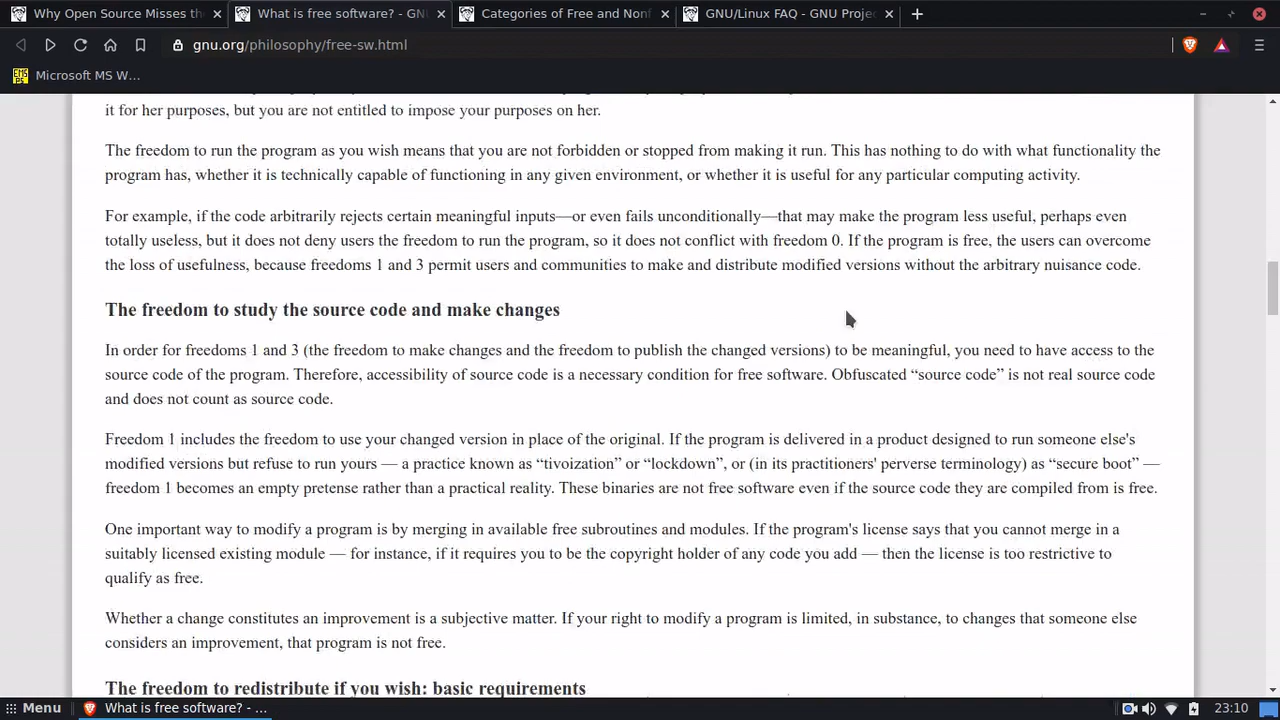 Why Open Source Misses the
What is free software? - GN
Categories of Free and Nonf
GNU/Linux FAQ - GNU Proje
gnu.org/philosophy/free-sw.html
Microsoft MS W...
it for her purposes, but you are not entitled to impose your purposes on her.
The freedom to run the program as you wish means that you are not forbidden or stopped from making it run. This has nothing to do with what functionality the
program has, whether it is technically capable of functioning in any given environment, or whether it is useful for any particular computing activity.
For example, if the code arbitrarily rejects certain meaningful inputs—or even fails unconditionally—that may make the program less useful, perhaps even
totally useless, but it does not deny users the freedom to run the program, so it does not conflict with freedom 0. If the program is free, the users can overcome
the loss of usefulness, because freedoms 1 and 3 permit users and communities to make and distribute modified versions without the arbitrary nuisance code.
The freedom to study the source code and make changes
In order for freedoms 1 and 3 (the freedom to make changes and the freedom to publish the changed versions) to be meaningful, you need to have access to the
source code of the program. Therefore, accessibility of source code is a necessary condition for free software. Obfuscated “source code” is not real source code
and does not count as source code.
Freedom 1 includes the freedom to use your changed version in place of the original. If the program is delivered in a product designed to run someone else's
modified versions but refuse to run yours — a practice known as “tivoization” or “lockdown”, or (in its practitioners' perverse terminology) as “secure boot” —
freedom 1 becomes an empty pretense rather than a practical reality. These binaries are not free software even if the source code they are compiled from is free.
One important way to modify a program is by merging in available free subroutines and modules. If the program's license says that you cannot merge in a
suitably licensed existing module — for instance, if it requires you to be the copyright holder of any code you add — then the license is too restrictive to
qualify as free.
Whether a change constitutes an improvement is a subjective matter. If your right to modify a program is limited, in substance, to changes that someone else
considers an improvement, that program is not free.
The freedom to redistribute if you wish: basic requirements
Menu
What is free software? - ...
23:10